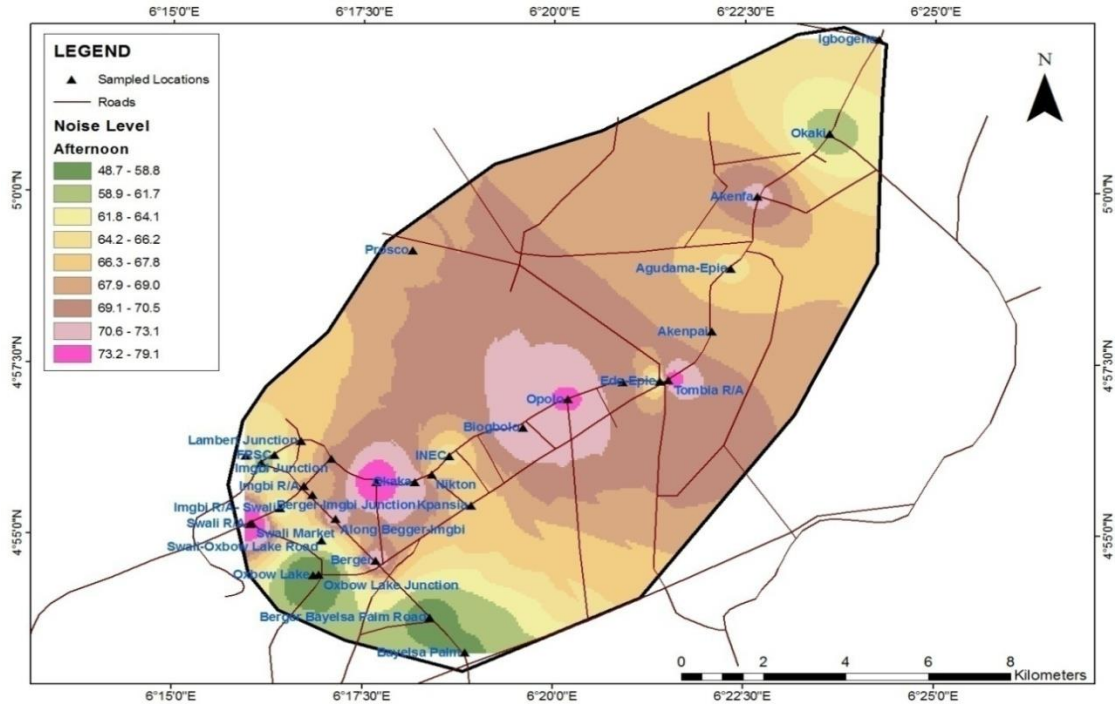 6°15'0"E 6°17'30"E 6°20'0"E 6°22'30"E 6°25'0"E
LEGEND
Sampled Locations
Roads
Noise Level
Afternoon
48.7 - 58.8
58.9 - 61.7
61.8 - 64.1
64.2 - 66.2
66.3 - 67.8
67.9 - 69.0
69.1 - 70.5
70.6 - 73.1
73.2 - 79.1
N
Igbogene
Okaki
5°0'0"N 5°0'0"N
Akenfa
Prosco
Agudama-Epie
Akenpai
4°57'30"N 4°57'30"N
Ede-Epie
Tombia R/A
Opolo
Biogbolo
Lambert Junction
FRSC
INEC
Imgbi Junction
Okaka
Nikton
Imgbi R/A
Imgbi R/A- Swali
Berger-Imgbi Junction
Kpansia
Swali R/A
Along Begger-Imgbi
Swali Market
4°55'0"N 4°55'0"N
Swali-Oxbow Lake Road
Berger
Oxbow Lake
Oxbow Lake Junction
Berger Bayelsa Palm Road
Bayelsa Palm
0 1 2 4 6 8
Kilometers
6°15'0"E 6°17'30"E 6°20'0"E 6°22'30"E 6°25'0"E